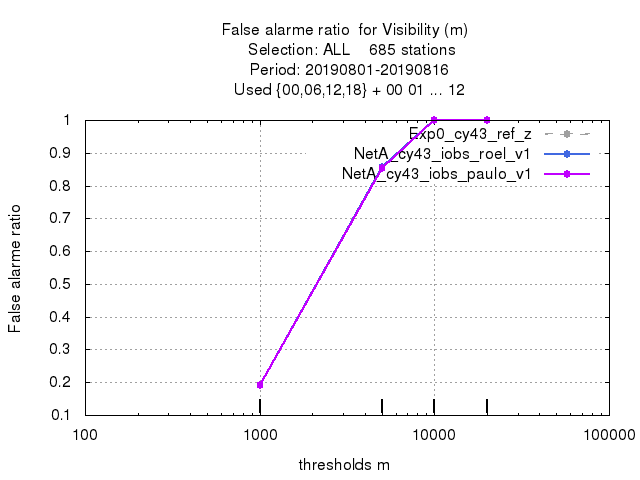 False alarme ratio  for Visibility (m)
Selection: ALL    685 stations
Period: 20190801-20190816
Used {00,06,12,18} + 00 01 ... 12
Exp0_cy43_ref_z
NetA_cy43_iobs_roel_v1
NetA_cy43_iobs_paulo_v1
1
0.9
0.8
0.7
0.6
0.5
0.4
0.3
0.2
0.1
False alarme ratio
100 1000 10000 100000
thresholds m